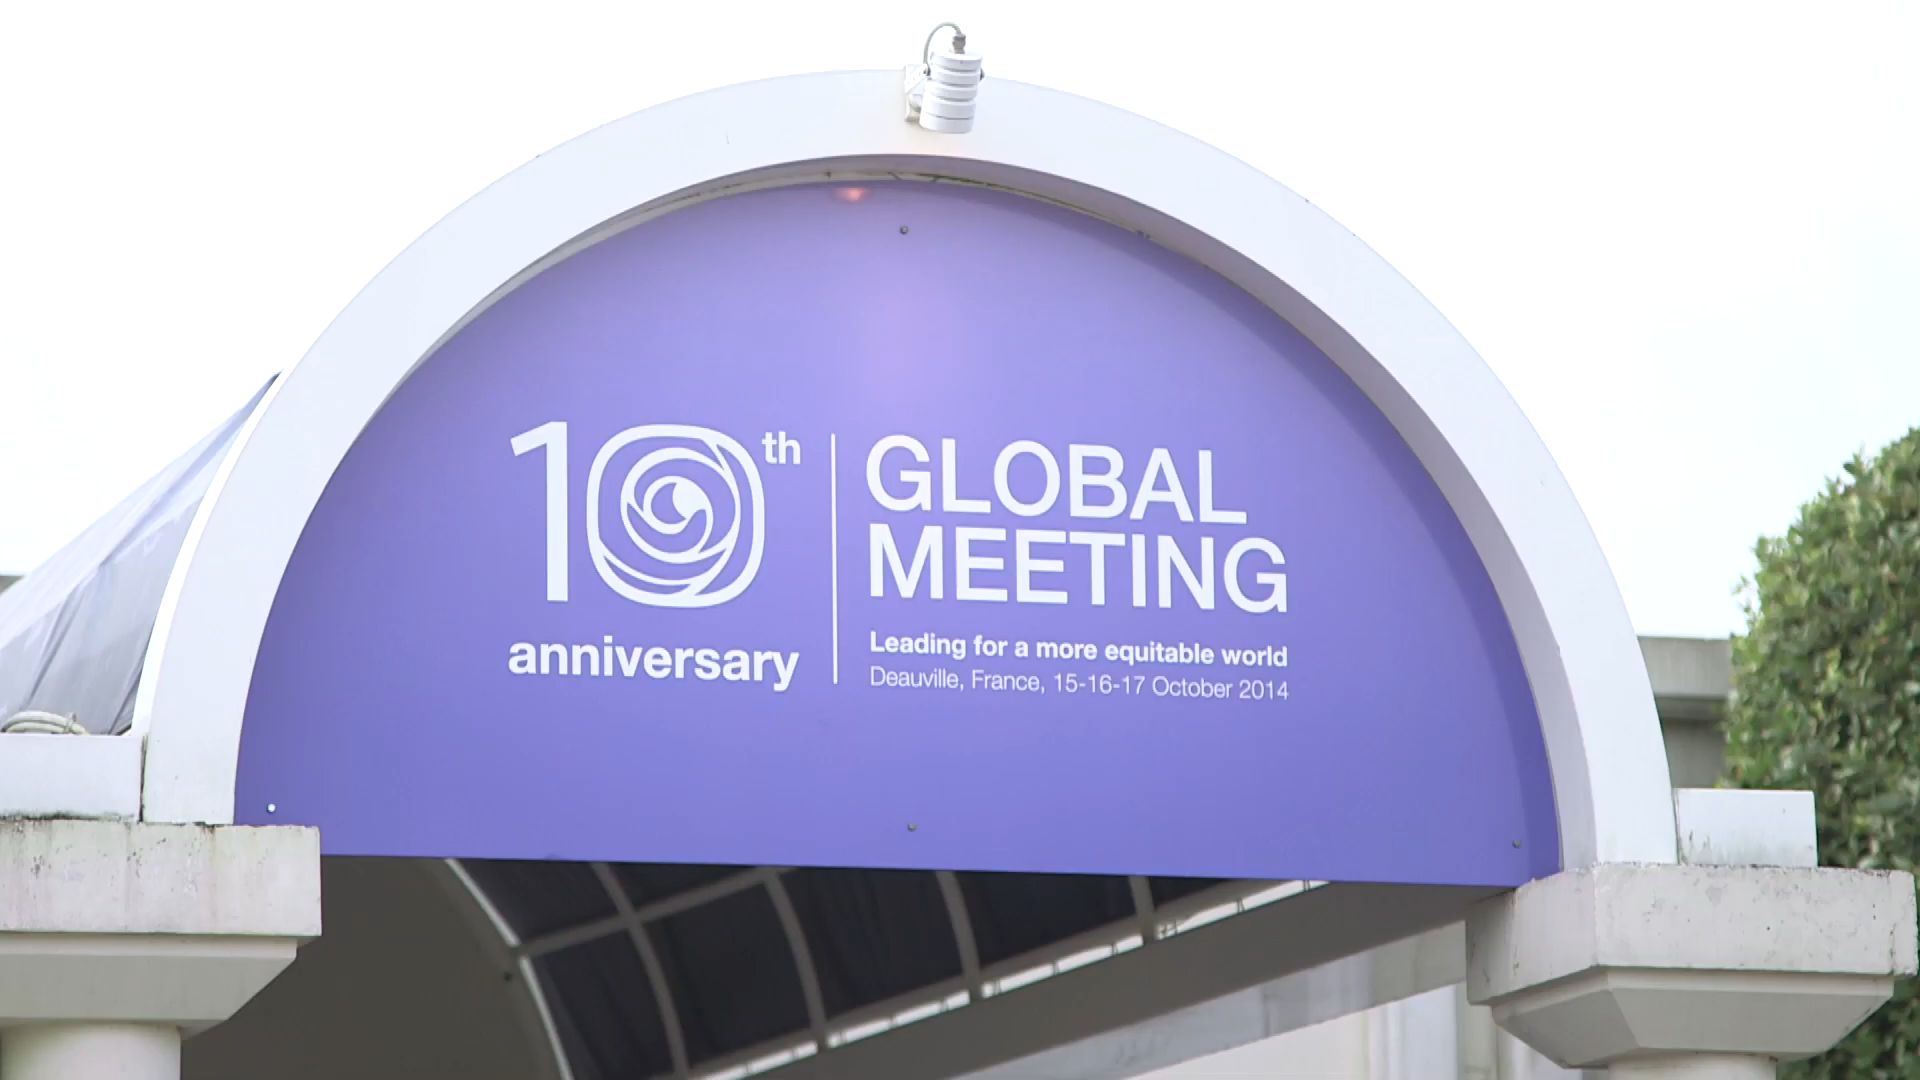 10th
anniversary
GLOBAL
MEETING
Leading for a more equitable world
Deauville, France, 15-16-17 October 2014